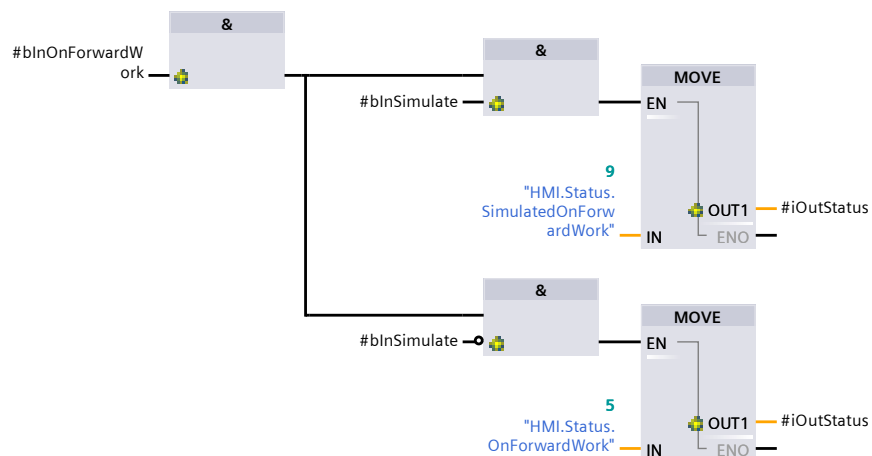 &
#bInOnForwardW
ork
&
#bInSimulate
MOVE
EN
9
"HMI.Status.
SimulatedOnForw
ardWork"
IN
OUT1
#iOutStatus
ENO
&
#bInSimulate
MOVE
EN
5
"HMI.Status.
OnForwardWork"
IN
OUT1
#iOutStatus
ENO